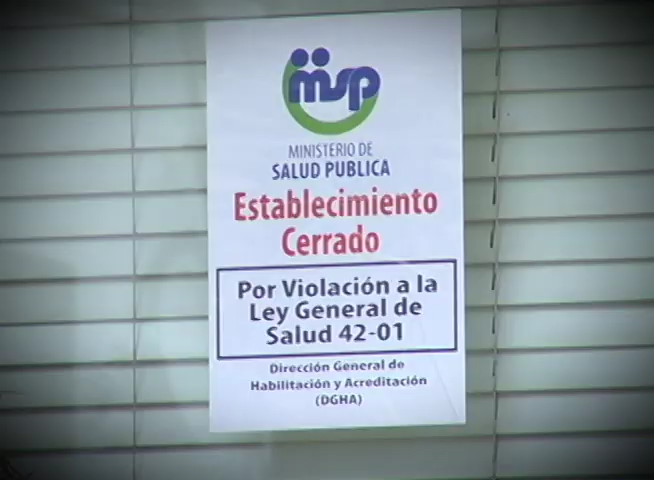 msp
MINISTERIO DE
SALUD PUBLICA
Establecimiento
Cerrado
Por Violación a la
Ley General de
Salud 42-01
Dirección General de
Habilitación y Acreditación
(DGHA)